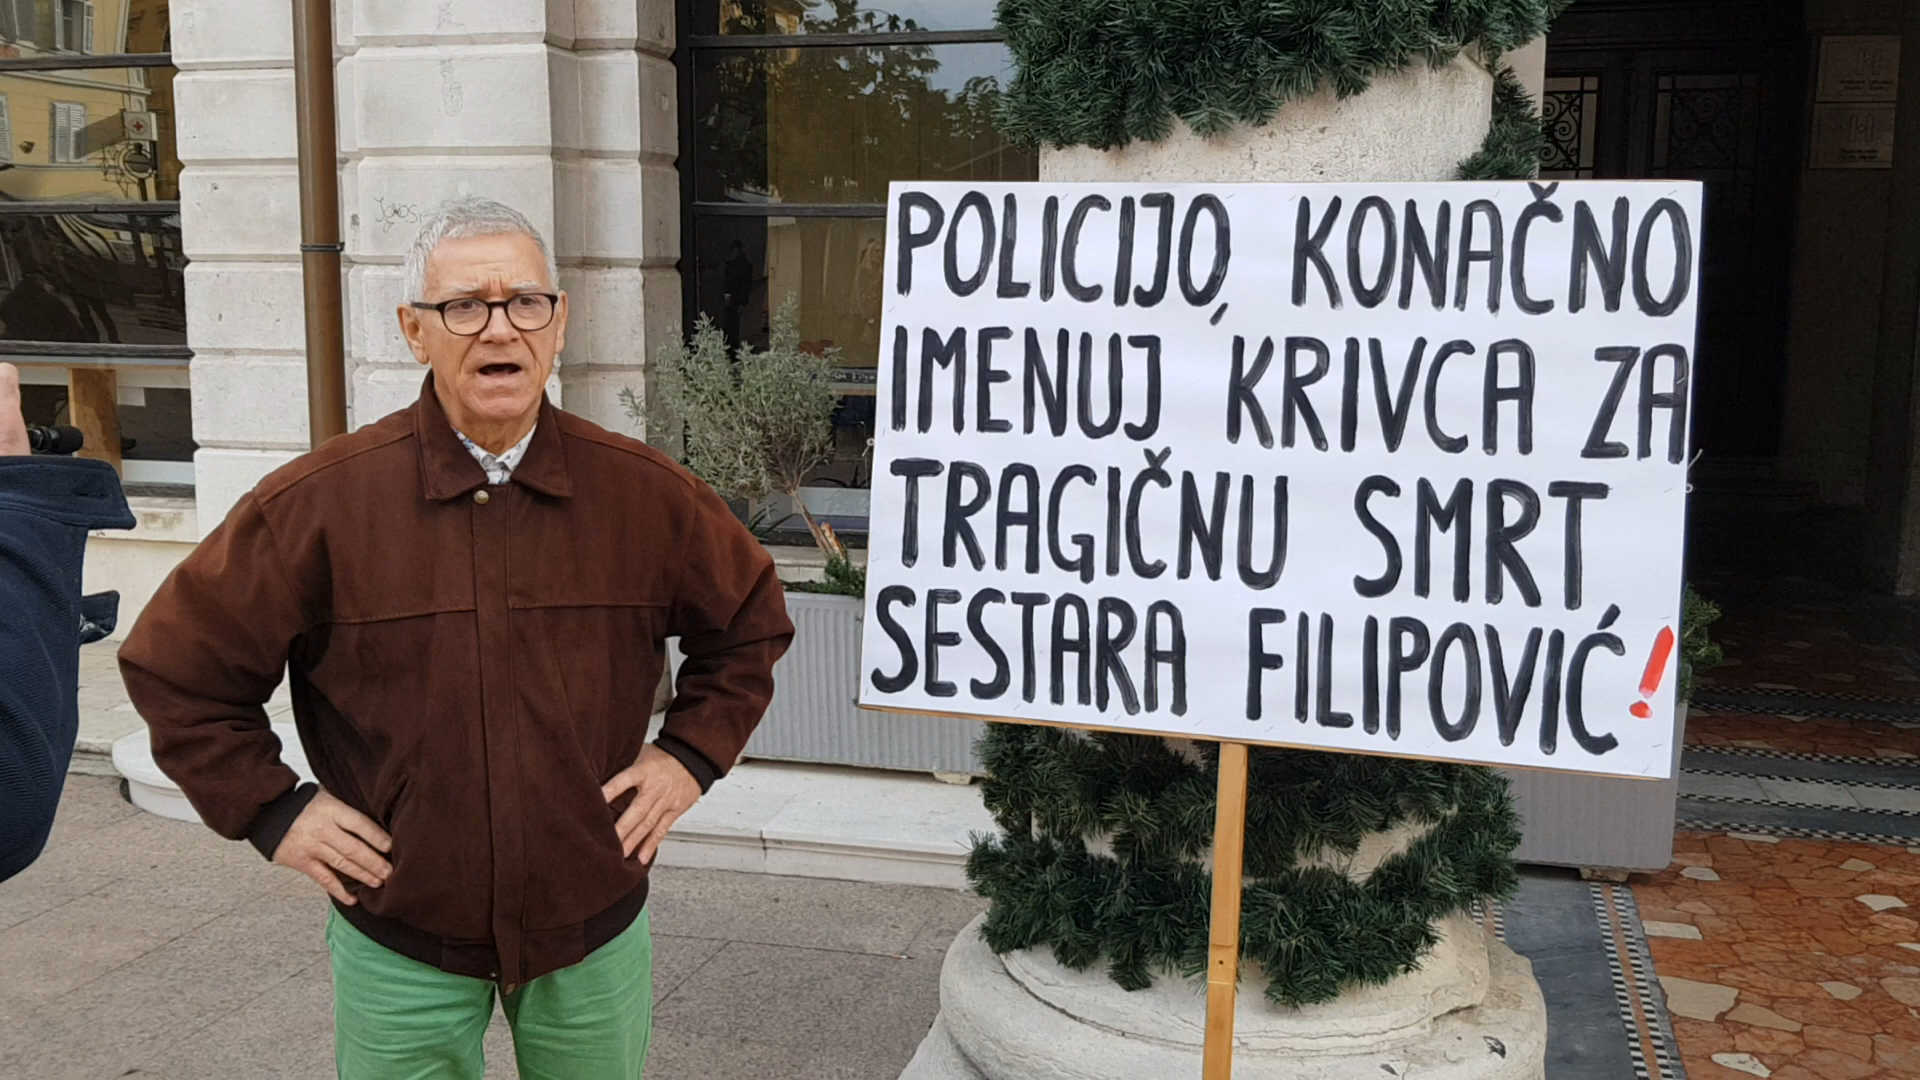 POLICIJO, KONAČNO
IMENUJ KRIVCA ZA
TRAGIČNU SMRT
SESTARA FILIPOVIĆ!